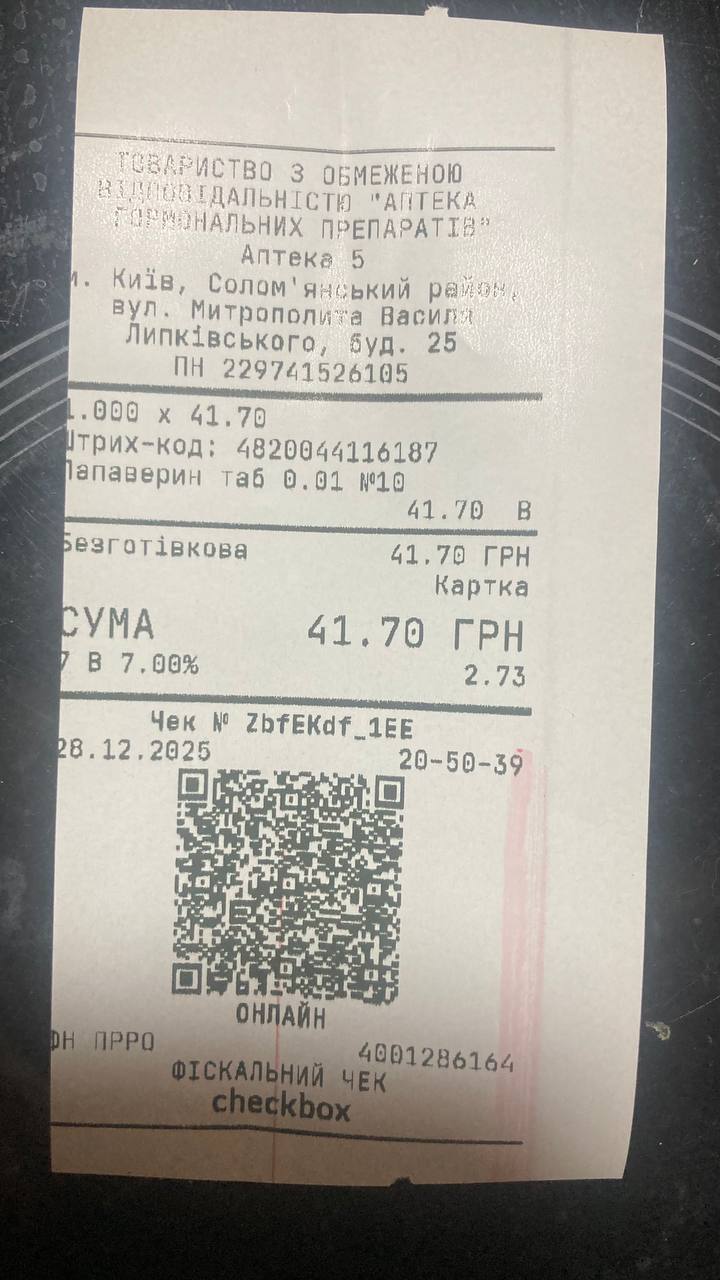 ТОВАРИСТВО З ОБМЕЖЕНОЮ
ВІДПОВІДАЛЬНІСТЮ "АПТЕКА
ГОРМОНАЛЬНИХ ПРЕПАРАТІВ"
Аптека 5
м. Київ, Солом'янський район,
вул. Митрополита Василя
Липківського, буд. 25
ПН 229741526105
1.000 x 41.70
Штрих-код: 4820044116187
Папаверин таб 0.01 №10
41.70 В
Безготівкова 41.70 ГРН
Картка
СУМА 41.70 ГРН
7 В 7.00% 2.73
Чек № ZbfEKdf_1EE
28.12.2025 20-50-39
ОНЛАЙН
ФН ПРРО 4001286164
ФІСКАЛЬНИЙ ЧЕК
checkbox